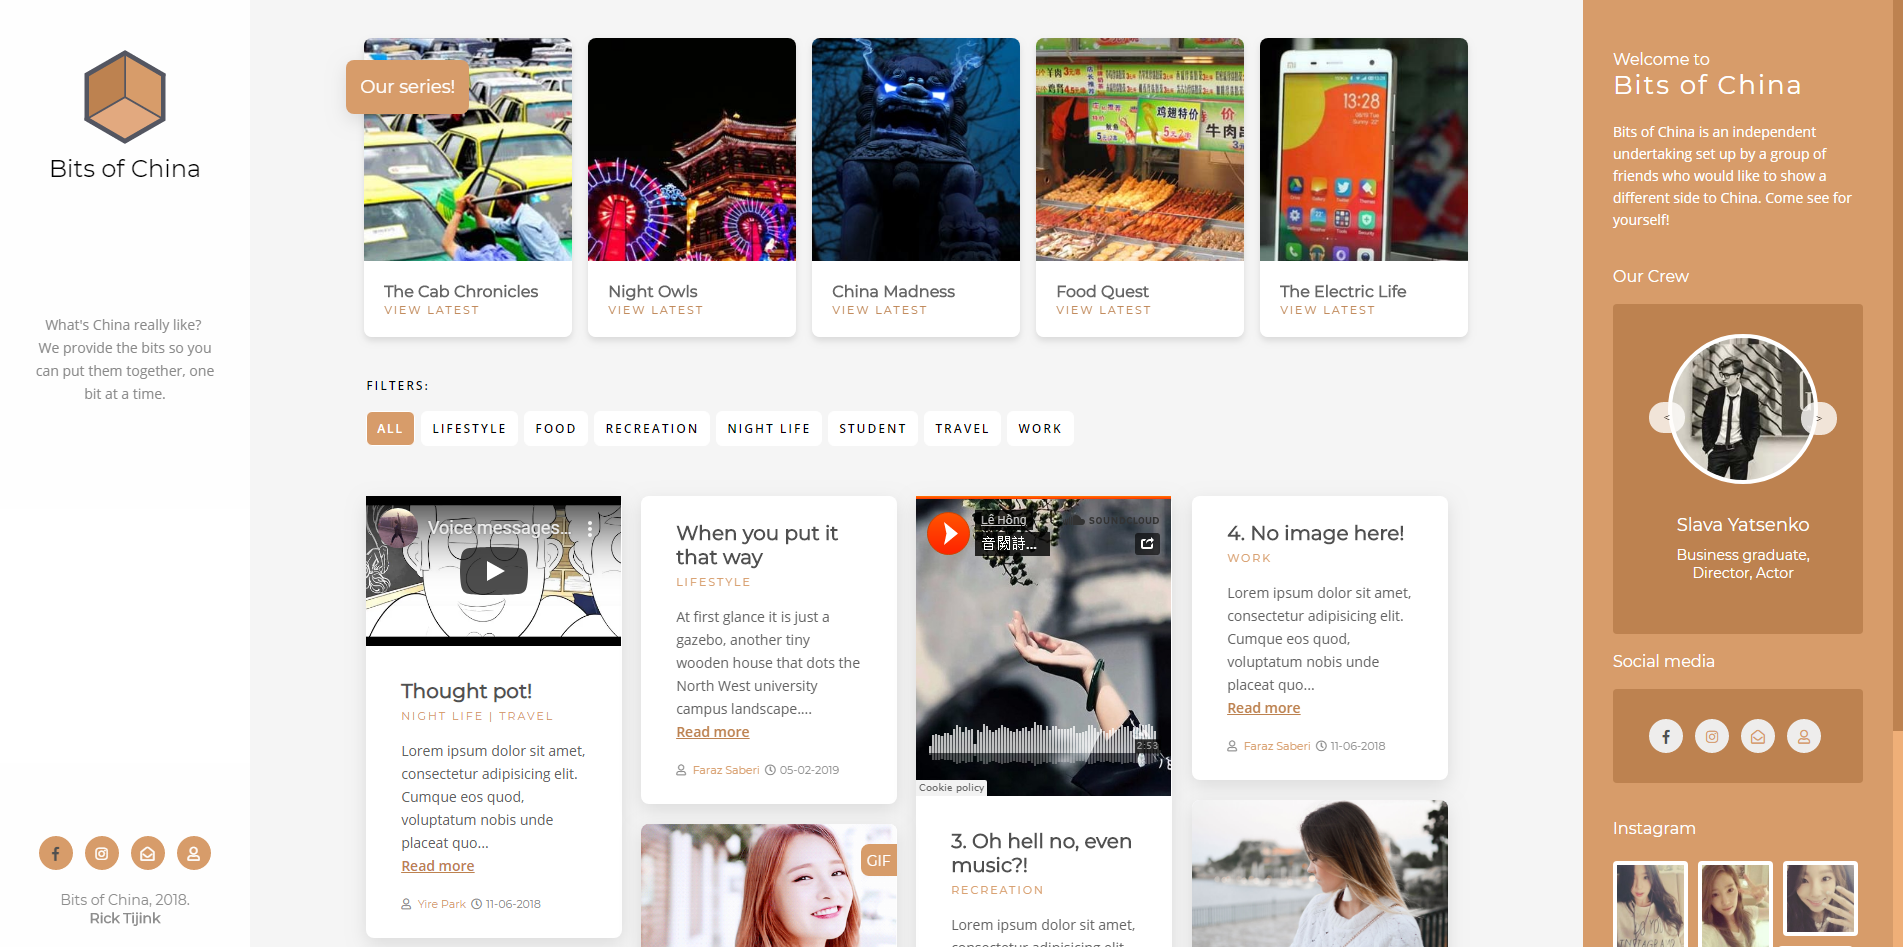 Bits of China
What's China really like?
We provide the bits so you
can put them together, one
bit at a time.
Bits of China, 2018.
Rick Tijink
Our series!
The Cab Chronicles
VIEW LATEST
Night Owls
VIEW LATEST
China Madness
VIEW LATEST
Food Quest
VIEW LATEST
13:28
The Electric Life
VIEW LATEST
FILTERS:
ALL LIFESTYLE FOOD RECREATION NIGHT LIFE STUDENT TRAVEL WORK
Voice messages...
Thought pot!
NIGHT LIFE | TRAVEL
Lorem ipsum dolor sit amet,
consectetur adipisicing elit.
Cumque eos quod,
voluptatum nobis unde
placeat quo...
Read more
Yire Park 11-06-2018
When you put it
that way
LIFESTYLE
At first glance it is just a
gazebo, another tiny
wooden house that dots the
North West university
campus landscape....
Read more
Faraz Saberi 05-02-2019
GIF
Lê Hồng
SOUNDCLOUD
音闕詩...
2:53
Cookie policy
3. Oh hell no, even
music?!
RECREATION
Lorem ipsum dolor sit amet,
consectetur adipisicing elit.
4. No image here!
WORK
Lorem ipsum dolor sit amet,
consectetur adipisicing elit.
Cumque eos quod,
voluptatum nobis unde
placeat quo...
Read more
Faraz Saberi 11-06-2018
Welcome to
Bits of China
Bits of China is an independent
undertaking set up by a group of
friends who would like to show a
different side to China. Come see for
yourself!
Our Crew
< >
Slava Yatsenko
Business graduate,
Director, Actor
Social media
Instagram